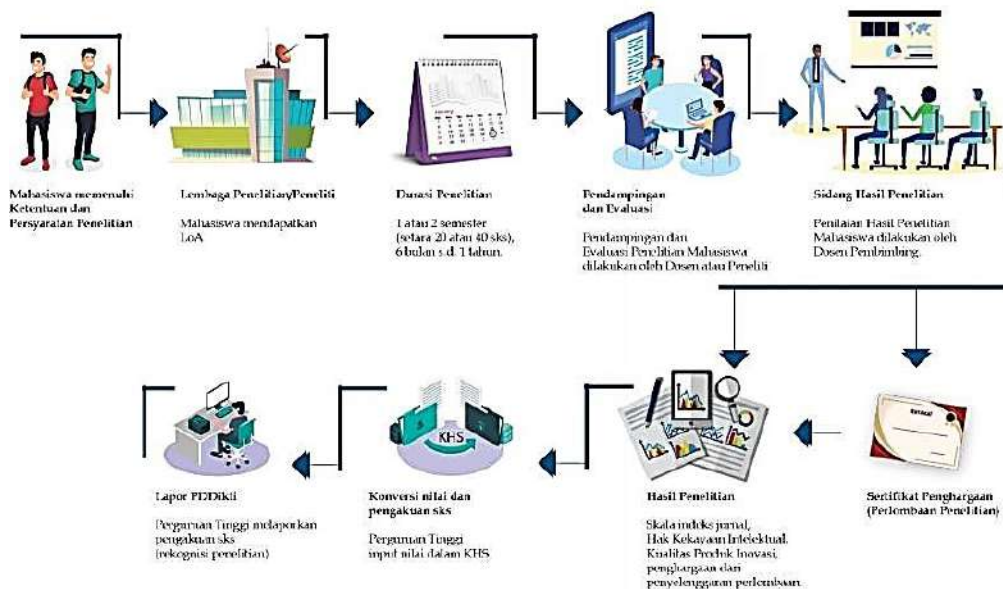 Mahasiswa memenuhi
Ketentuan dan
Persyaratan Penelitian
Lembaga Penelitian/Peneliti
Mahasiswa mendapatkan
LoA
Durasi Penelitian
1 atau 2 semester
(setara 20 atau 40 sks),
6 bulan s.d. 1 tahun.
Pendampingan
dan Evaluasi
Pendampingan dan
Evaluasi Penelitian Mahasiswa
dilakukan oleh Dosen atau Peneliti
Sidang Hasil Penelitian
Penilaian Hasil Penelitian
Mahasiswa dilakukan oleh
Dosen Pembimbing.
Lapor PDDikti
Perguruan Tinggi melaporkan
pengakuan sks
(rekognisi penelitian)
KHS
Konversi nilai dan
pengakuan sks
Perguruan Tinggi
input nilai dalam KHS
Hasil Penelitian
Skala indeks jurnal,
Hak Kekayaan Intelektual,
Kualitas Produk Inovasi,
penghargaan dari
penyelenggaran perlombaan.
Sertifikat Penghargaan
(Perlombaan Penelitian)